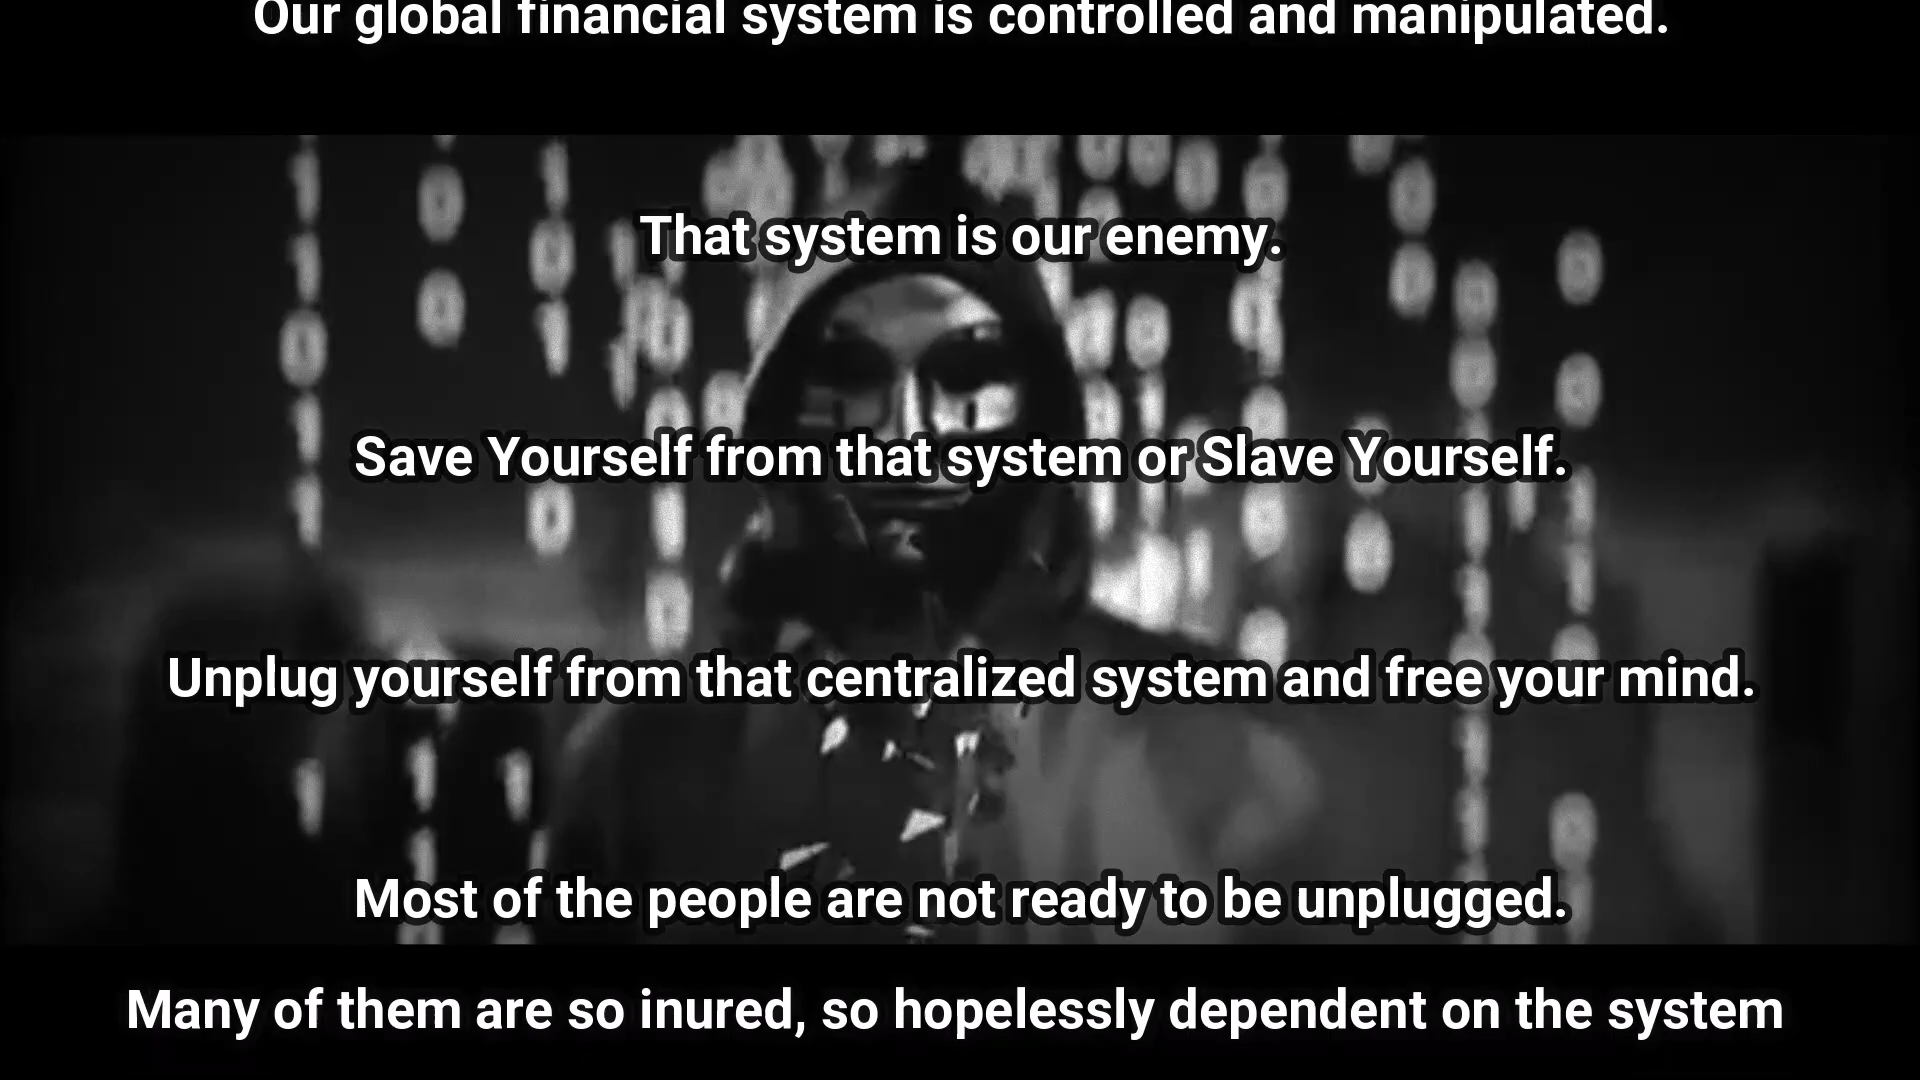 Our global financial system is controlled and manipulated.
That system is our enemy.
Save Yourself from that system or Slave Yourself.
Unplug yourself from that centralized system and free your mind.
Most of the people are not ready to be unplugged.
Many of them are so inured, so hopelessly dependent on the system